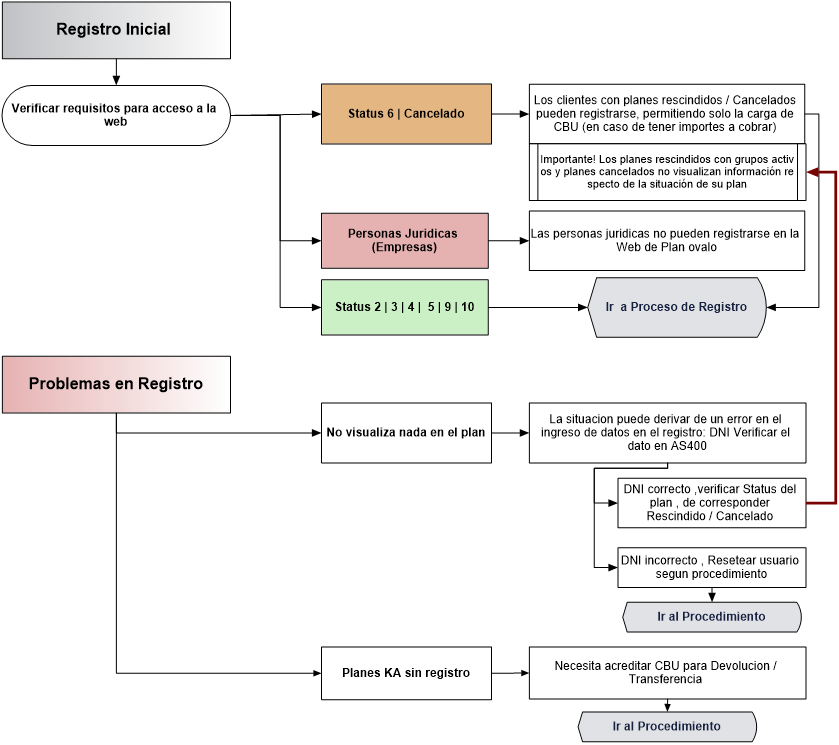 Registro Inicial
Verificar requisitos para acceso a la
web
Status 6 | Cancelado
Los clientes con planes rescindidos / Cancelados
pueden registrarse, permitiendo solo la carga de
CBU (en caso de tener importes a cobrar)
Importante! Los planes rescindidos con grupos activ
os y planes cancelados no visualizan información re
specto de la situación de su plan
Personas Juridicas
(Empresas)
Las personas juridicas no pueden registrarse en la
Web de Plan ovalo
Status 2 | 3 | 4 | 5 | 9 | 10
Ir a Proceso de Registro
Problemas en Registro
No visualiza nada en el plan
La situacion puede derivar de un error en el
ingreso de datos en el registro: DNI Verificar el
dato en AS400
DNI correcto ,verificar Status del
plan , de corresponder
Rescindido / Cancelado
DNI incorrecto , Resetear usuario
segun procedimiento
Ir al Procedimiento
Planes KA sin registro
Necesita acreditar CBU para Devolucion /
Transferencia
Ir al Procedimiento